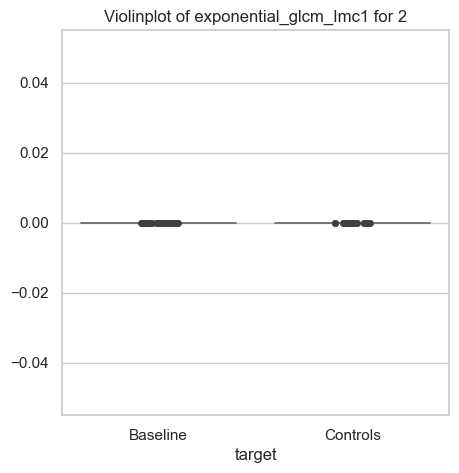 Violinplot of exponential_glcm_Imc1 for 2
0.04
0.02
0.00
−0.02
−0.04
Baseline
Controls
target